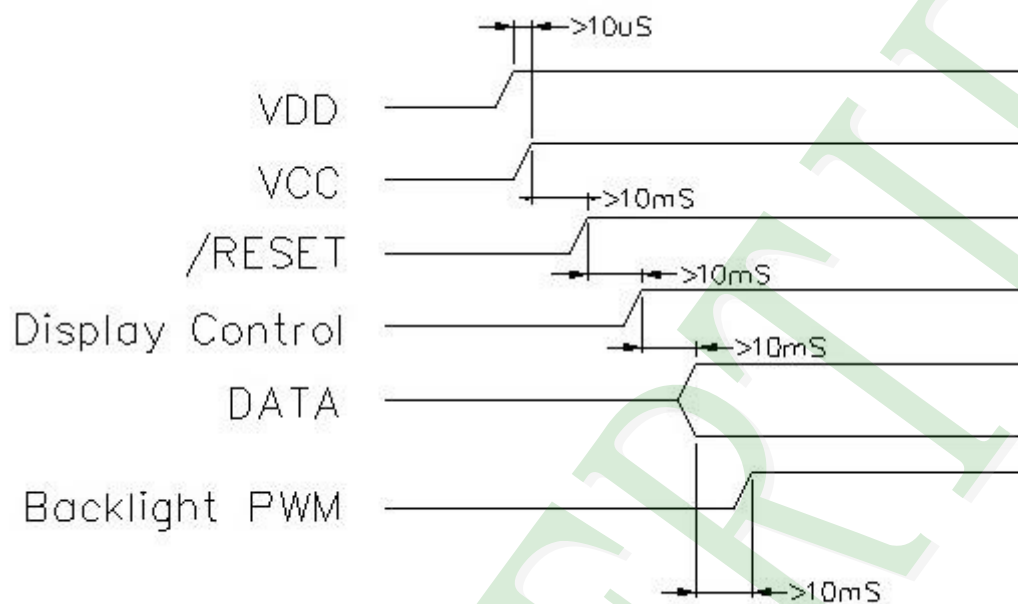 >10uS
VDD
VCC
>10mS
/RESET
>10mS
Display Control
>10mS
DATA
Backlight PWM
>10mS